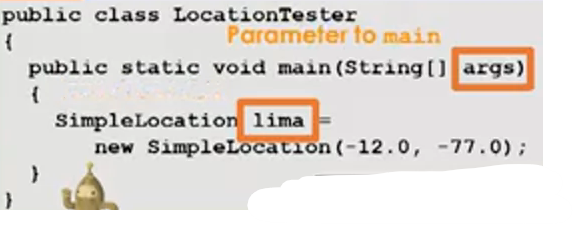 public class LocationTester
{
Parameter to main
public static void main(String[] args)
{
SimpleLocation lima =
new SimpleLocation(-12.0, -77.0);
}
}